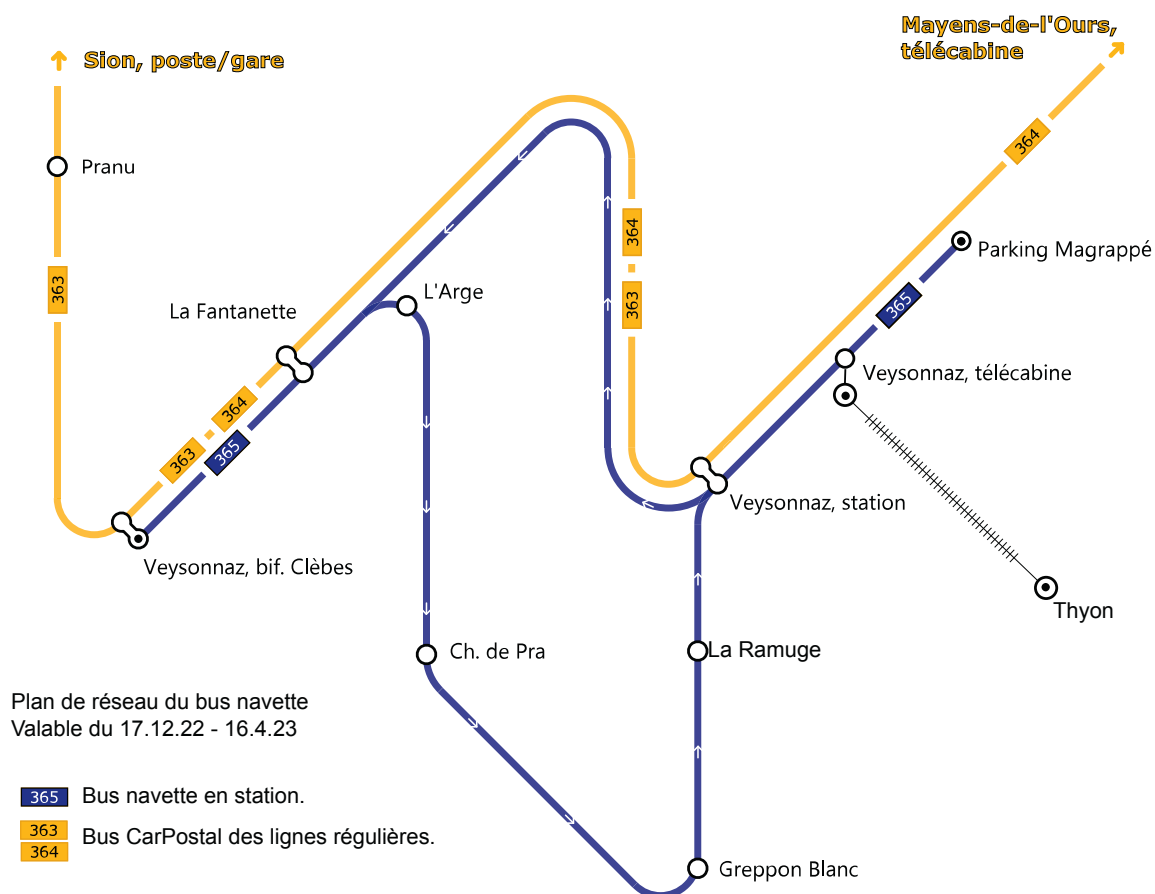 Mayens-de-l'Ours,
télécabine
Sion, poste/gare
364
Pranu
364
Parking Magrappé
363
L'Arge
363
365
La Fantanette
Veysonnaz, télécabine
364
363
365
Veysonnaz, station
Veysonnaz, bif. Clèbes
Thyon
Ch. de Pra
La Ramuge
Plan de réseau du bus navette
Valable du 17.12.22 - 16.4.23
365 Bus navette en station.
363
364 Bus CarPostal des lignes régulières.
Greppon Blanc